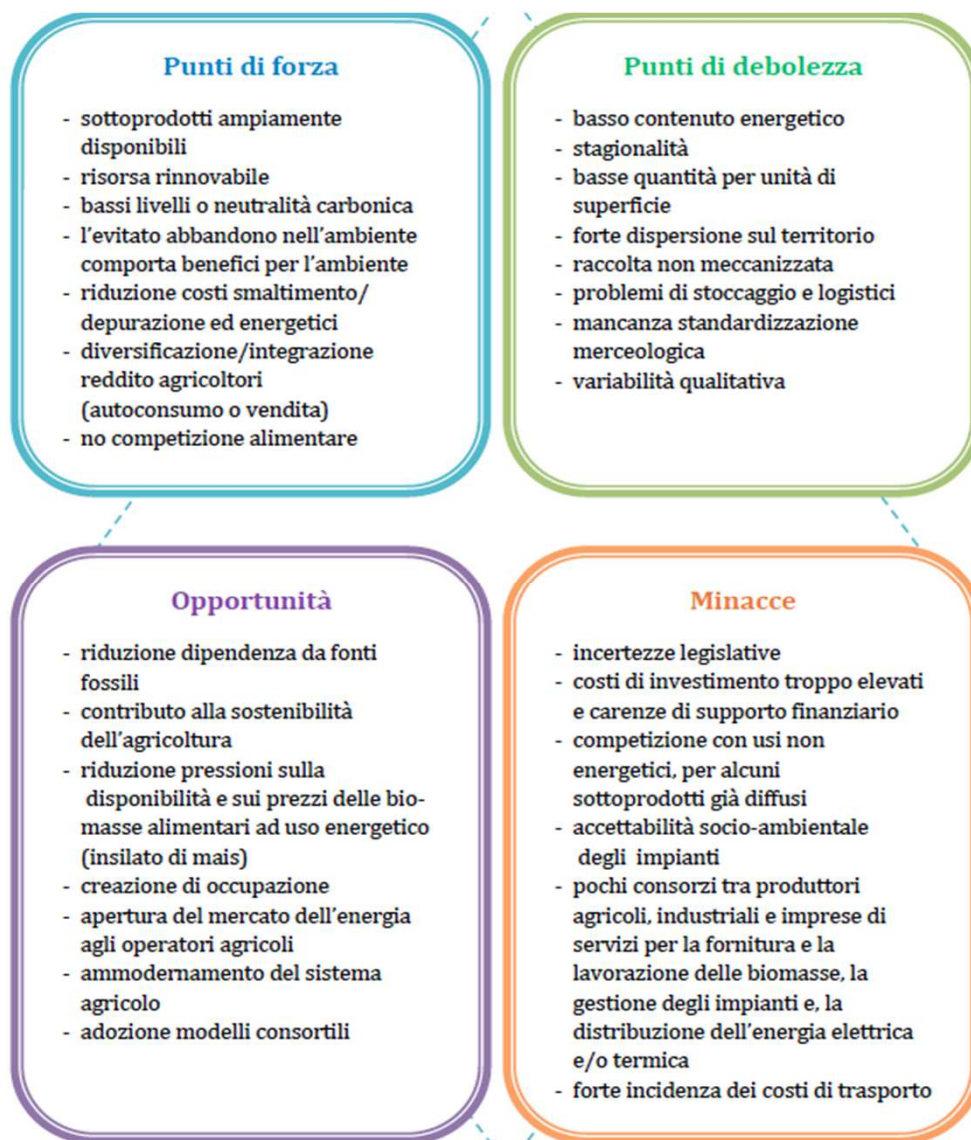 Punti di forza
- sottoprodotti ampiamente
disponibili
- risorsa rinnovabile
- bassi livelli o neutralità carbonica
- l'evitato abbandono nell'ambiente
comporta benefici per l'ambiente
- riduzione costi smaltimento/
depurazione ed energetici
- diversificazione/integrazione
reddito agricoltori
(autoconsumo o vendita)
- no competizione alimentare
Punti di debolezza
- basso contenuto energetico
- stagionalità
- basse quantità per unità di
superficie
- forte dispersione sul territorio
- raccolta non meccanizzata
- problemi di stoccaggio e logistici
- mancanza standardizzazione
merceologica
- variabilità qualitativa
Opportunità
- riduzione dipendenza da fonti
fossili
- contributo alla sostenibilità
dell'agricoltura
- riduzione pressioni sulla
disponibilità e sui prezzi delle bio-
masse alimentari ad uso energetico
(insilato di mais)
- creazione di occupazione
- apertura del mercato dell'energia
agli operatori agricoli
- ammodernamento del sistema
agricolo
- adozione modelli consortili
Minacce
- incertezze legislative
- costi di investimento troppo elevati
e carenze di supporto finanziario
- competizione con usi non
energetici, per alcuni
sottoprodotti già diffusi
- accettabilità socio-ambientale
degli impianti
- pochi consorzi tra produttori
agricoli, industriali e imprese di
servizi per la fornitura e la
lavorazione delle biomasse, la
gestione degli impianti e, la
distribuzione dell'energia elettrica
e/o termica
- forte incidenza dei costi di trasporto